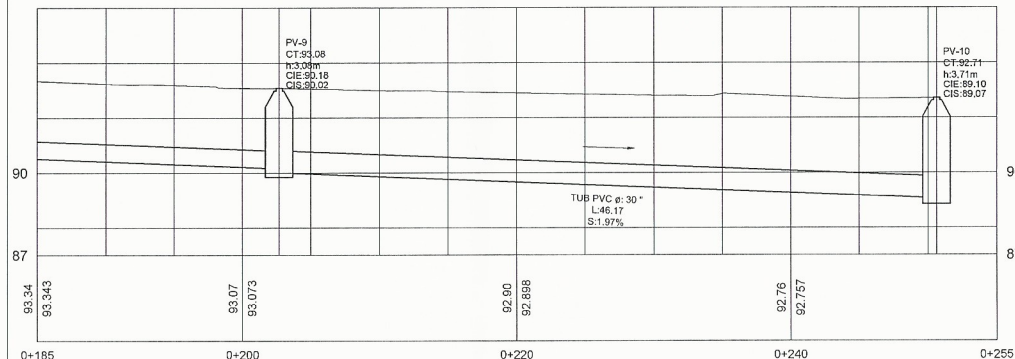 PV-9
CT:93.08
h:3,08m
CIE:90.18
CIS:90.02
PV-10
CT:92.71
h:3,71m
CIE:89.10
CIS:89,07
90
9
TUB PVC ø: 30 "
L:46.17
S:1.97%
87
8
93.34
93.343
93.07
93.073
92.90
92.898
92.76
92.757
0+185
0+200
0+220
0+240
0+255